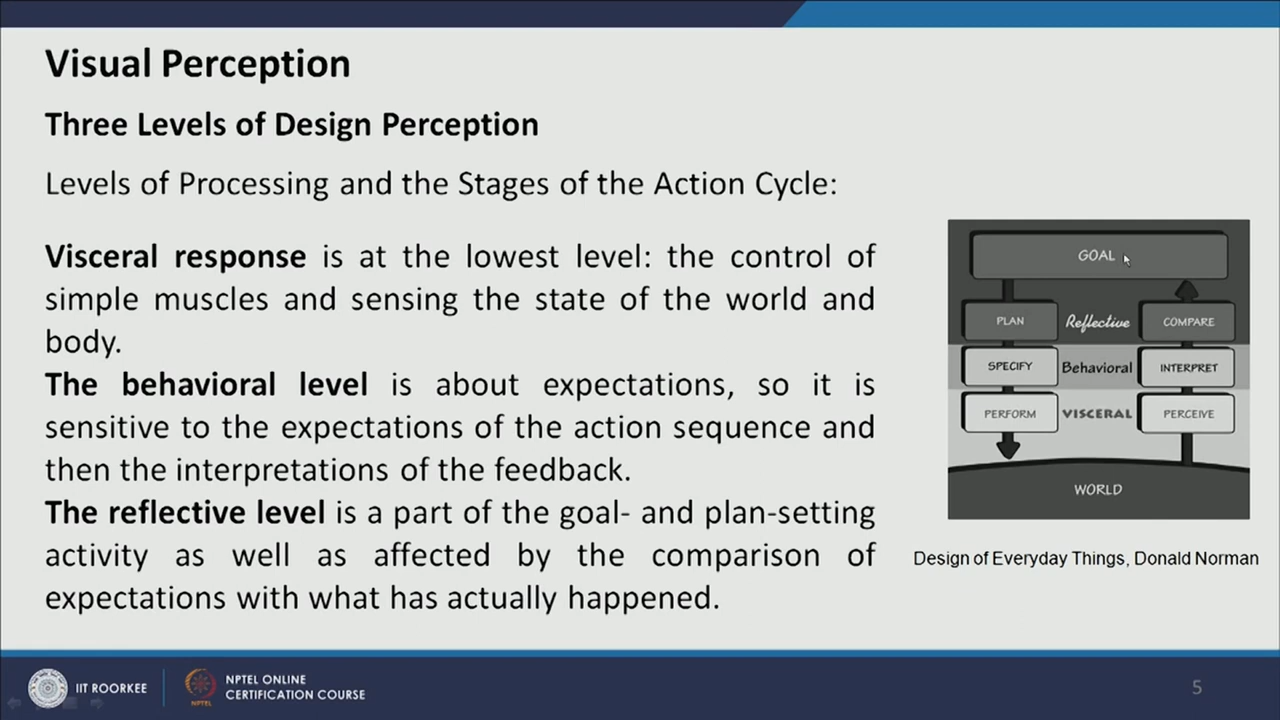 Visual Perception
Three Levels of Design Perception
Levels of Processing and the Stages of the Action Cycle:
Visceral response is at the lowest level: the control of
simple muscles and sensing the state of the world and
body.
The behavioral level is about expectations, so it is
sensitive to the expectations of the action sequence and
then the interpretations of the feedback.
The reflective level is a part of the goal- and plan-setting
activity as well as affected by the comparison of
expectations with what has actually happened.
GOAL
PLAN Reflective COMPARE
SPECIFY Behavioral INTERPRET
PERFORM VISCERAL PERCEIVE
WORLD
Design of Everyday Things, Donald Norman
IIT ROORKEE
NPTEL
NPTEL ONLINE
CERTIFICATION COURSE
5